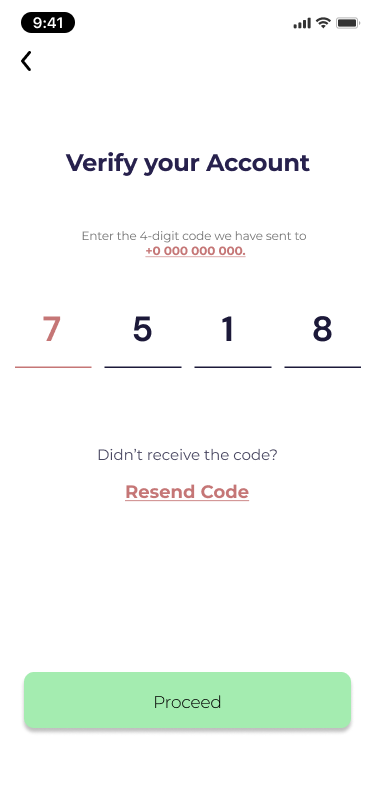 9:41
Verify your Account
Enter the 4-digit code we have sent to
+0 000 000 000.
7 5 1 8
Didn’t receive the code?
Resend Code
Proceed